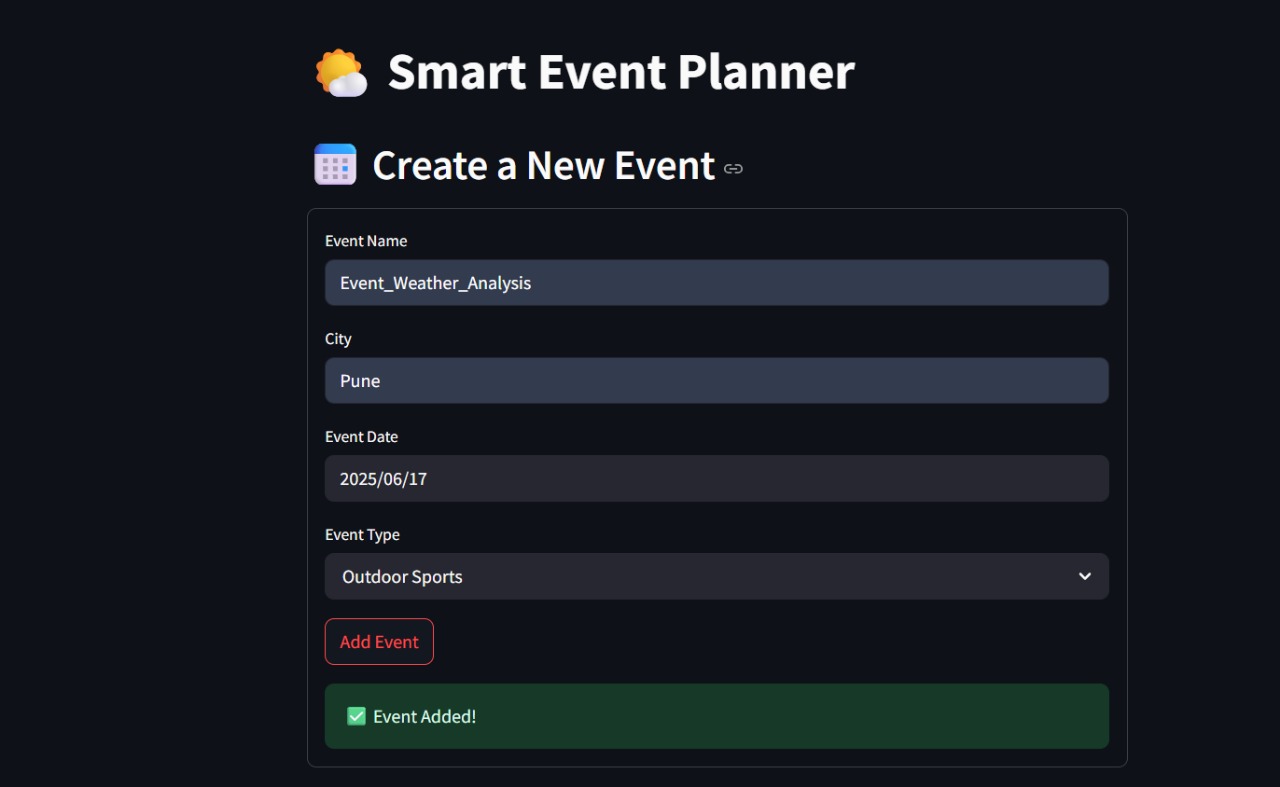 Smart Event Planner
Create a New Event
Event Name
Event_Weather_Analysis
City
Pune
Event Date
2025/06/17
Event Type
Outdoor Sports
Add Event
✅ Event Added!